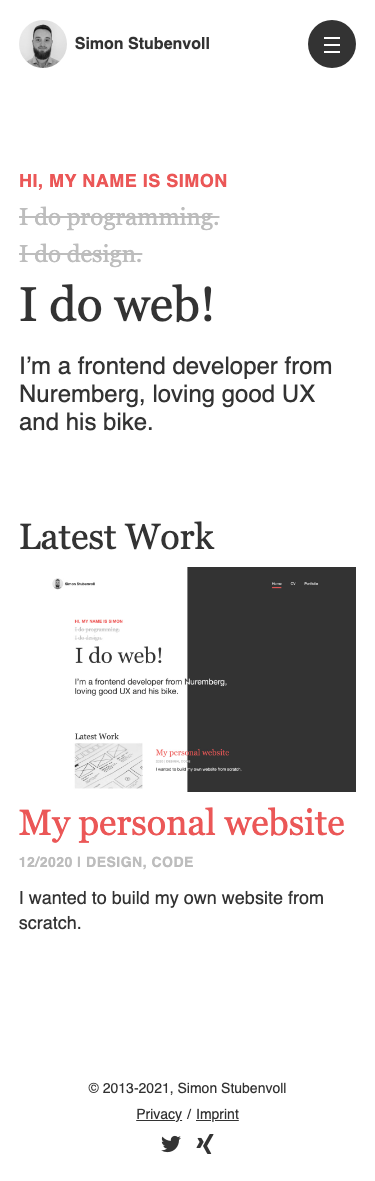 Simon Stubenvoll
HI, MY NAME IS SIMON
I do programming.
I do design.
I do web!
I’m a frontend developer from
Nuremberg, loving good UX
and his bike.
Latest Work
Simon Stubenvoll
Home CV Portfolio
HI, MY NAME IS SIMON
I do programming.
I do design.
I do web!
I'm a frontend developer from Nuremberg,
loving good UX and his bike.
Latest Work
My personal website
12/2020 | DESIGN, CODE
I wanted to build my own website from scratch.
My personal website
12/2020 | DESIGN, CODE
I wanted to build my own website from
scratch.
© 2013-2021, Simon Stubenvoll
Privacy / Imprint